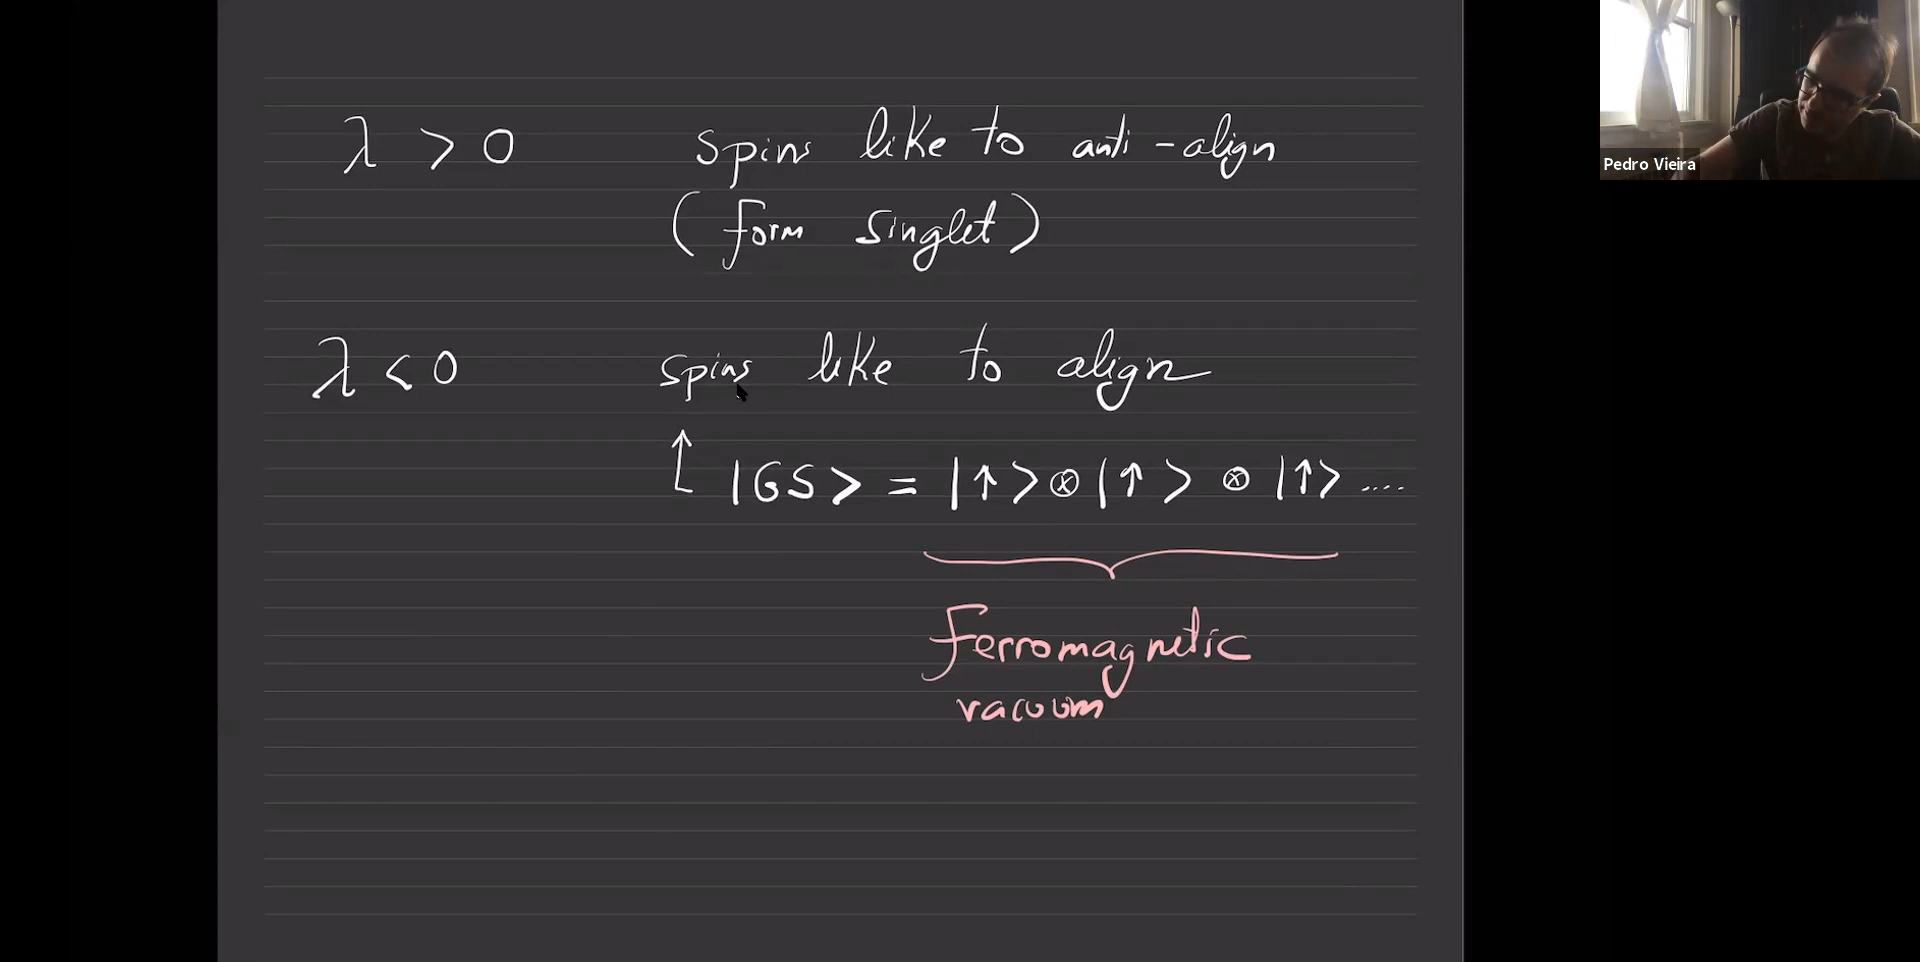 λ > 0 spins like to anti-align
(form singlet)
λ < 0 spins like to align
↑ |GS> = |↑>⊗|↑> ⊗ |↑> ....
Ferromagnetic
vacuum
Pedro Vieira